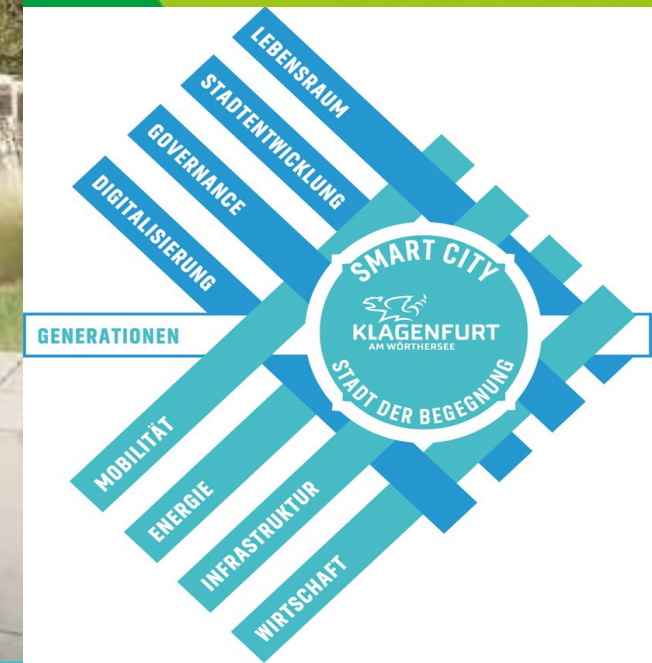 LEBENSRAUM
STADTENTWICKLUNG
GOVERNANCE
DIGITALISIERUNG
GENERATIONEN
MOBILITÄT
ENERGIE
INFRASTRUKTUR
WIRTSCHAFT
SMART CITY
KLAGENFURT
AM WÖRTHERSEE
STADT DER BEGEGNUNG